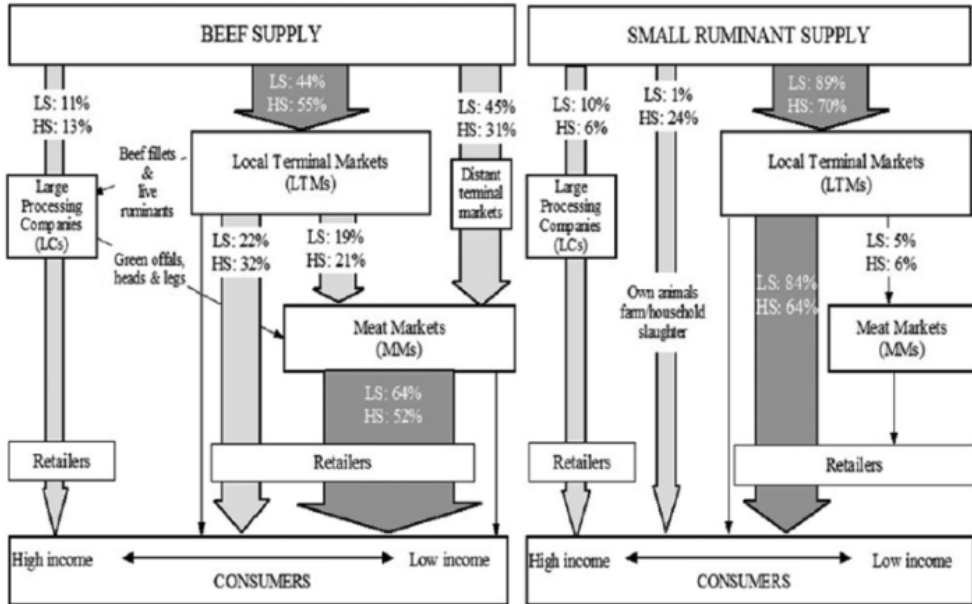 BEEF SUPPLY
LS: 11%
HS: 13%
LS: 44%
HS: 55%
LS: 45%
HS: 31%
Beef fillets
&
live
ruminants
Local Terminal Markets
(LTMs)
Distant
terminal
markets
Large
Processing
Companies
(LCs)
Green offals,
heads & legs
LS: 22%
HS: 32%
LS: 19%
HS: 21%
Meat Markets
(MMs)
LS: 64%
HS: 52%
Retailers
Retailers
High income
Low income
CONSUMERS
SMALL RUMINANT SUPPLY
LS: 10%
HS: 6%
LS: 1%
HS: 24%
LS: 89%
HS: 70%
Local Terminal Markets
(LTMs)
Large
Processing
Companies
(LCs)
LS: 5%
HS: 6%
LS: 84%
HS: 64%
Own animals
farm/household
slaughter
Meat Markets
(MMs)
Retailers
Retailers
High income
Low income
CONSUMERS